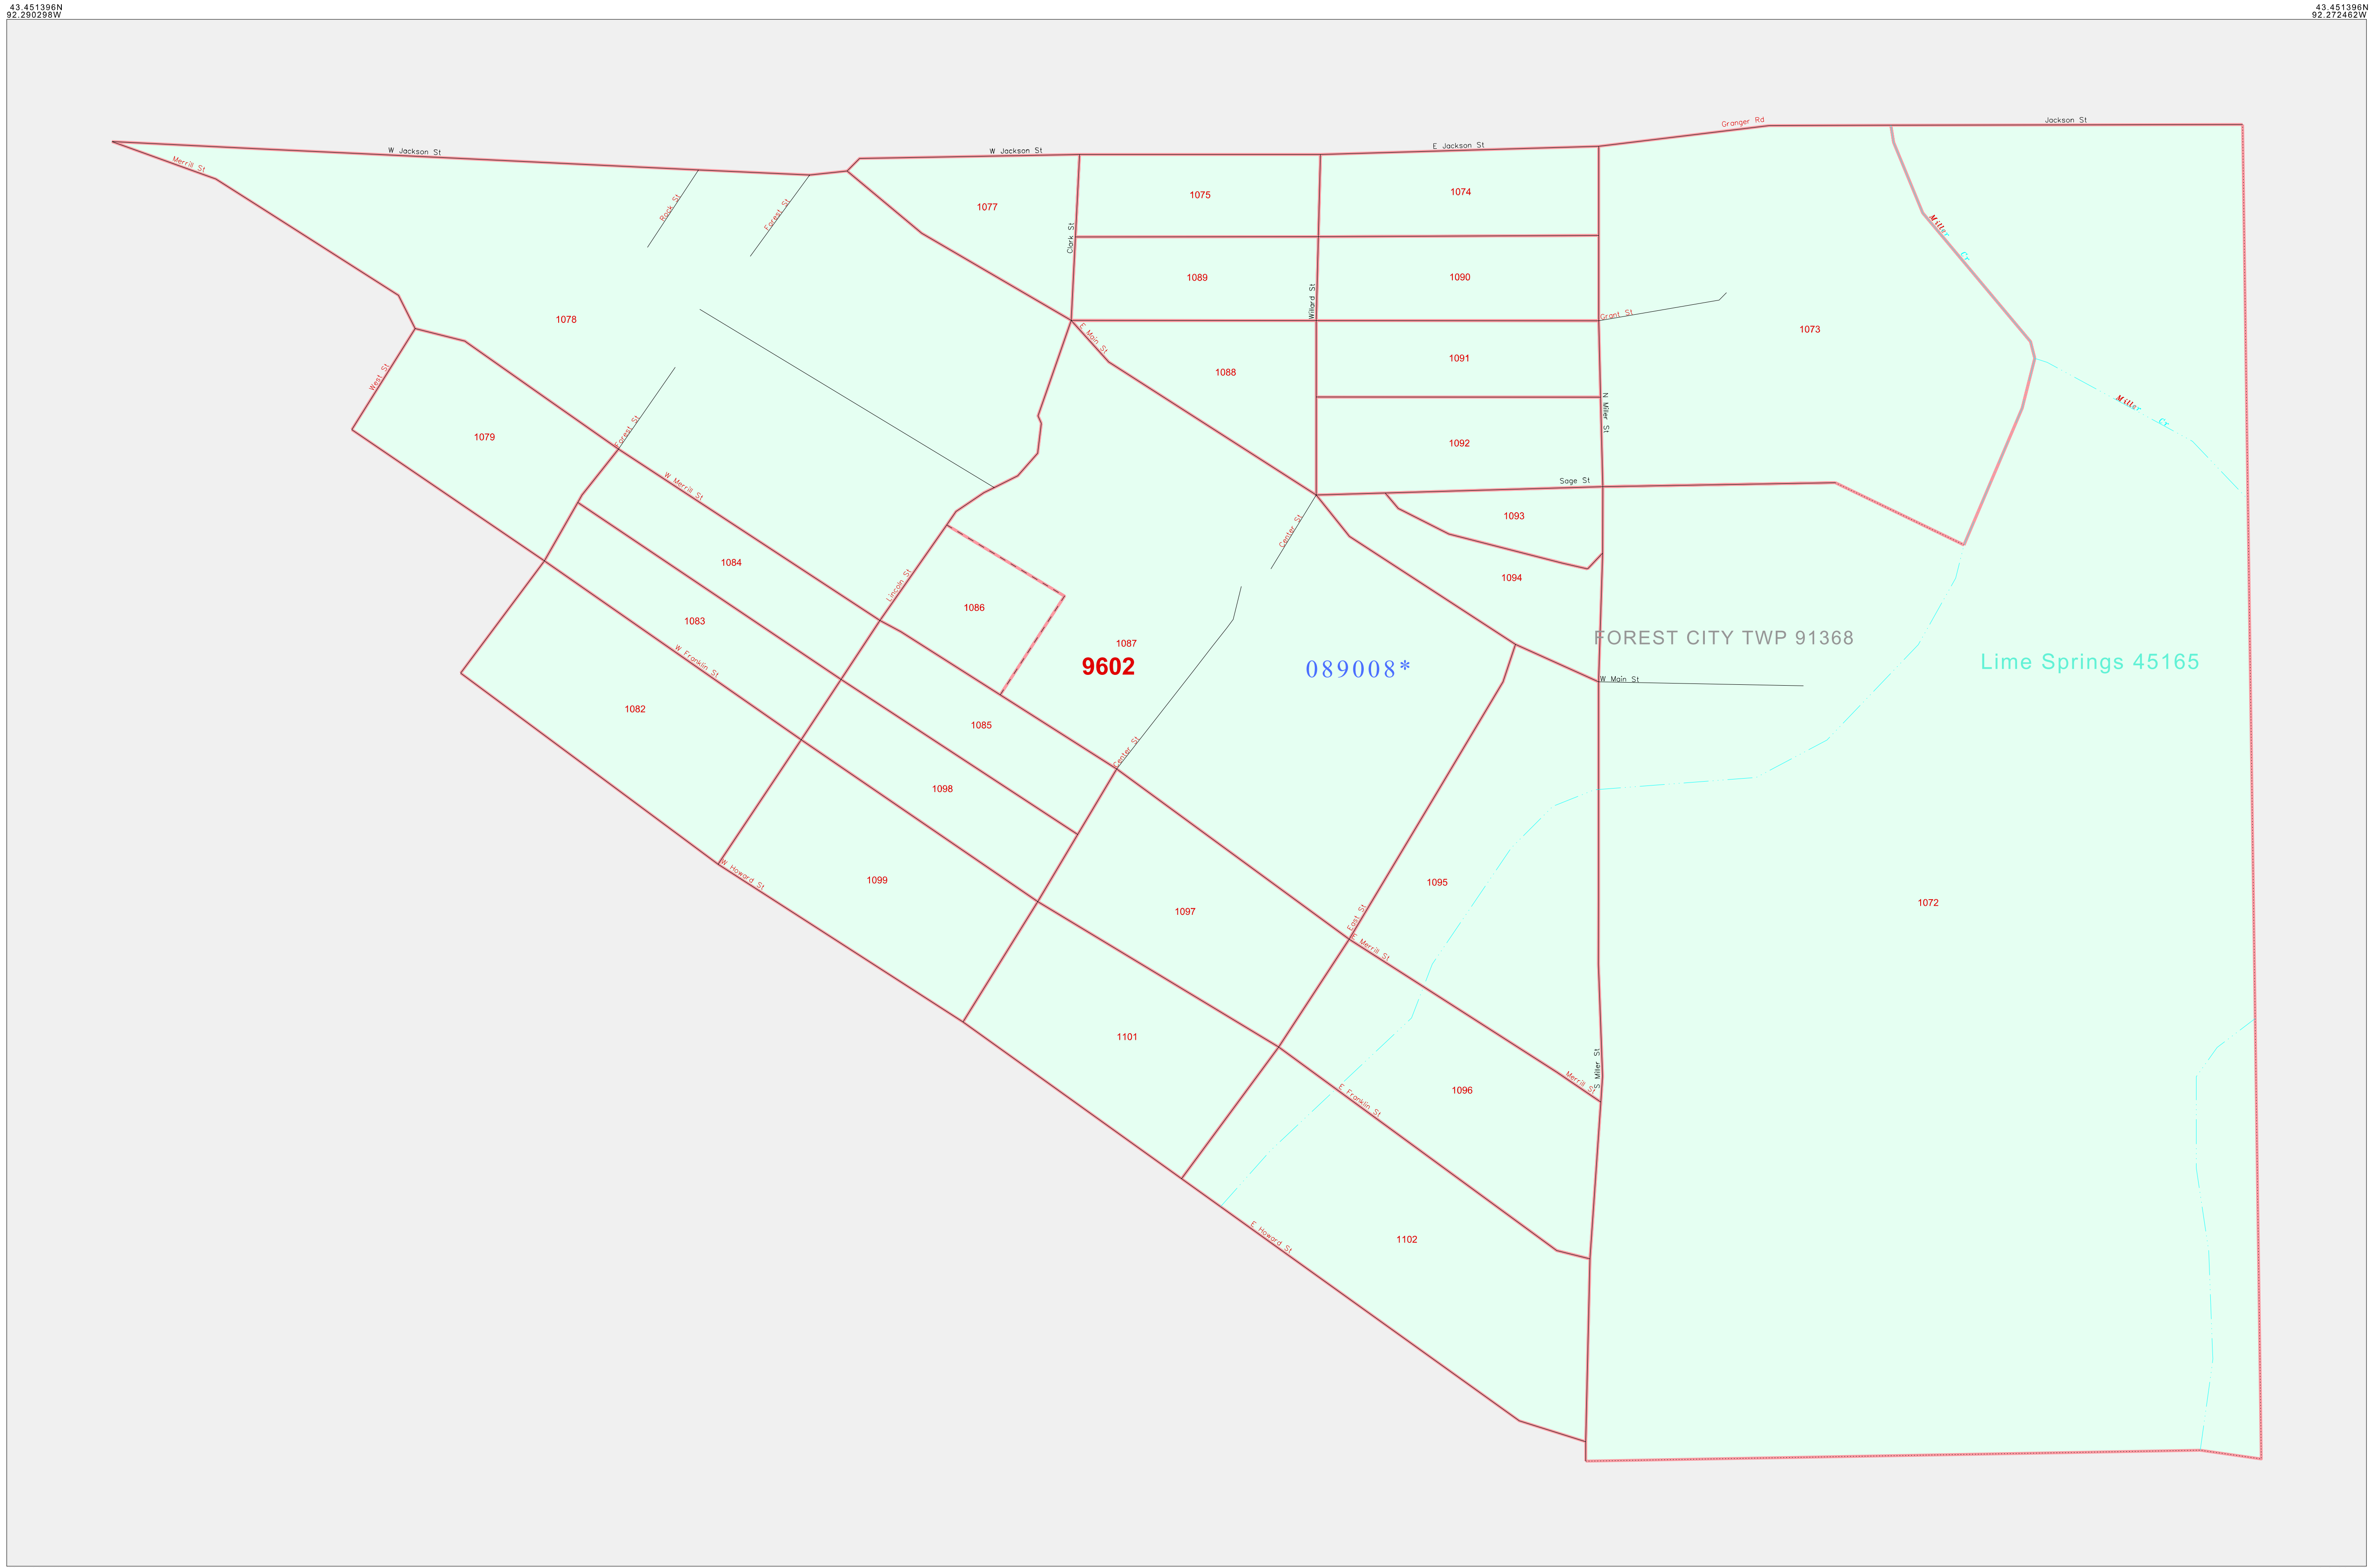 43.451396N
92.290298W
43.451396N
92.272462W
Granger Rd
Jackson St
W Jackson St
W Jackson St
E Jackson St
Merrill St
Rock St
Forest St
1077
1075
1074
Clark St
Miller Cr
1089
1090
Willard St
Grant St
1078
1073
E Main St
West St
1088
1091
N Miller St
Miller Cr
Forest St
1079
1092
W Merrill St
Sage St
1093
Center St
1084
Lincoln St
1094
1086
1083
1087
FOREST CITY TWP 91368
W Franklin St
9602
089008*
Lime Springs 45165
W Main St
1082
1085
Center St
1098
W Howard St
1099
1095
1097
East St
1072
E Merrill St
1101
S Miller St
Merrill St
1096
E Franklin St
E Howard St
1102